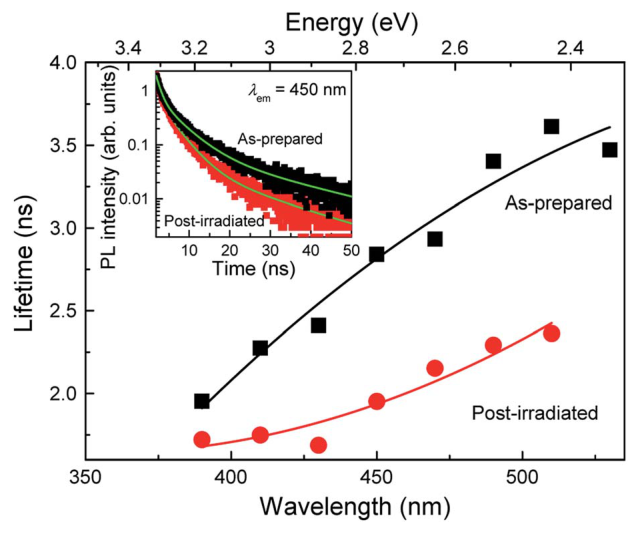 Energy (eV)
3.4 3.2 3 2.8 2.6 2.4
4.0
3.5
3.0
2.5
2.0
Lifetime (ns)
350 400 450 500
Wavelength (nm)
As-prepared
Post-irradiated
PL intensity (arb. units)
1
0.1
0.01
λem = 450 nm
As-prepared
Post-irradiated
10 20 30 40 50
Time (ns)